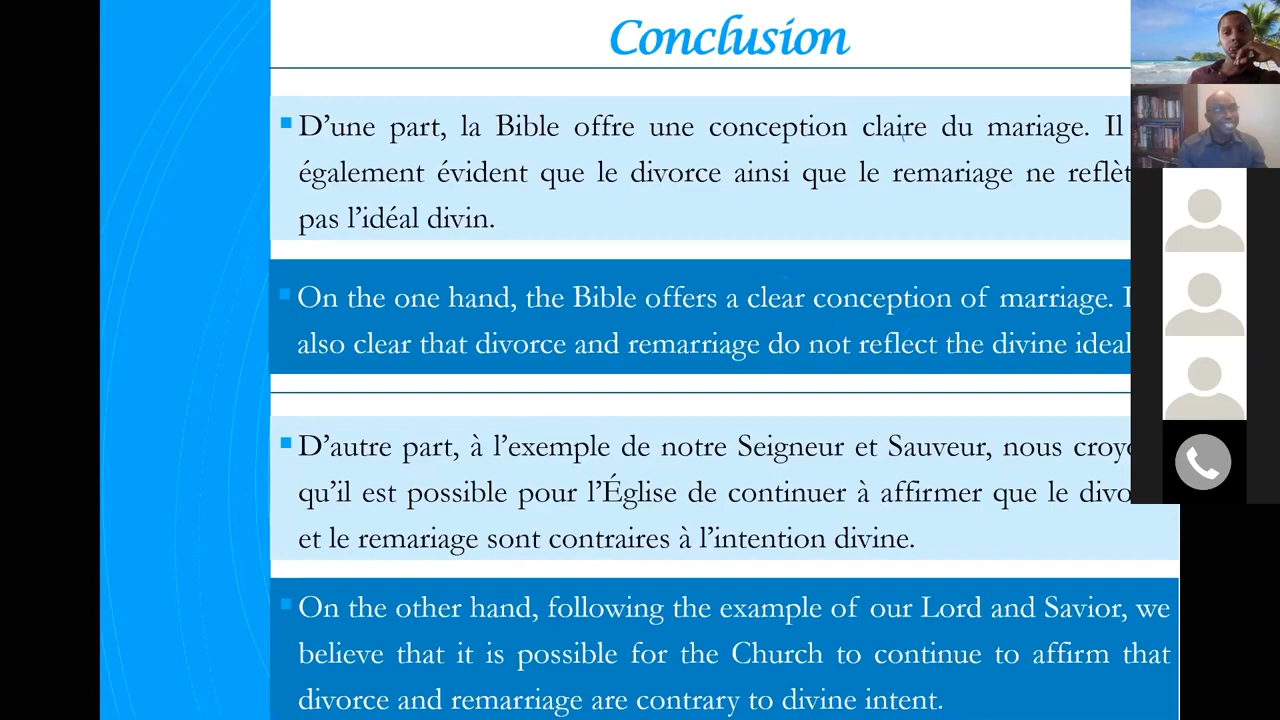 Conclusion
D'une part, la Bible offre une conception claire du mariage. Il
également évident que le divorce ainsi que le remariage ne
pas l'idéal divin.
On the one hand, the Bible offers a clear conception of marriage.
also clear that divorce and remarriage do not reflect the divine ideal
D'autre part, à l'exemple de notre Seigneur et Sauveur, nous
qu'il est possible pour l'Église de continuer à affirmer que le
et le remariage sont contraires à l'intention divine.
On the other hand, following the example of our Lord and Savior, we
believe that it is possible for the Church to continue to affirm that
divorce and remarriage are contrary to divine intent.